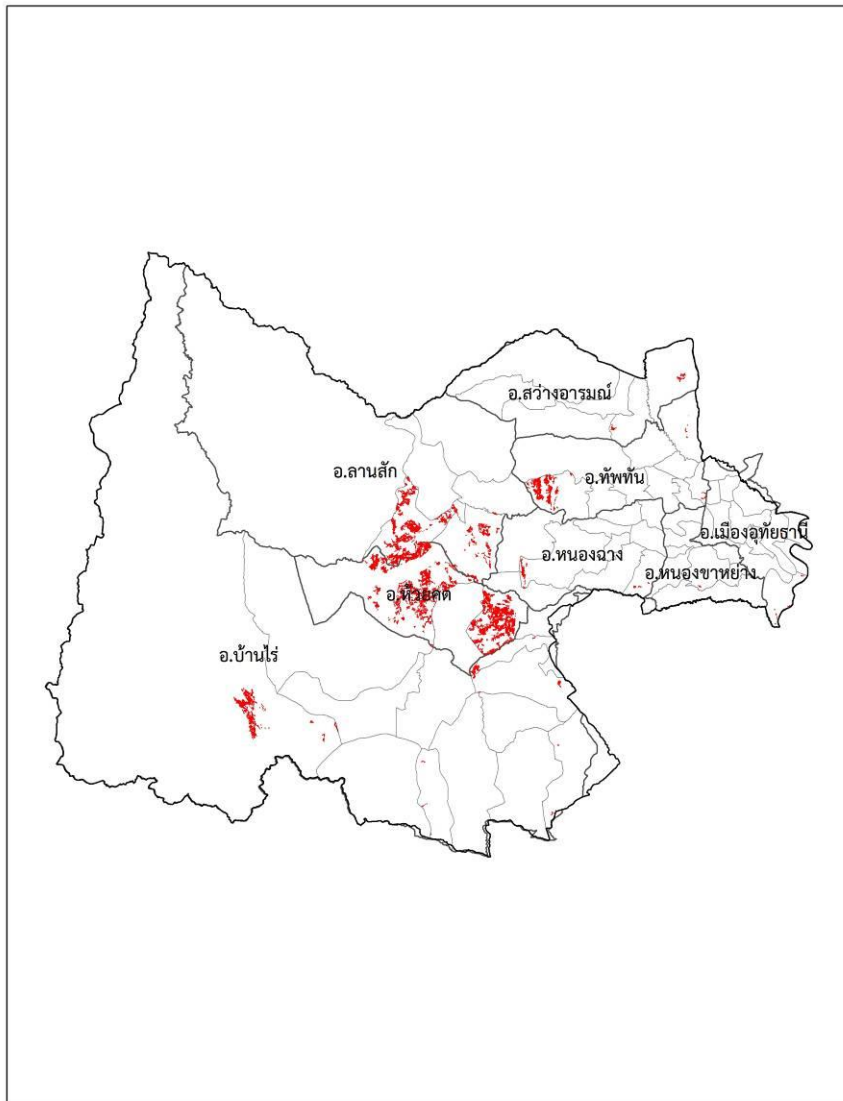 อ.สว่างอารมณ์
อ.ลานสัก
อ.ทัพทัน
อ.เมืองอุทัยธานี
อ.หนองฉาง
อ.หนองขาหย่าง
อ.ห้วยคต
อ.บ้านไร่